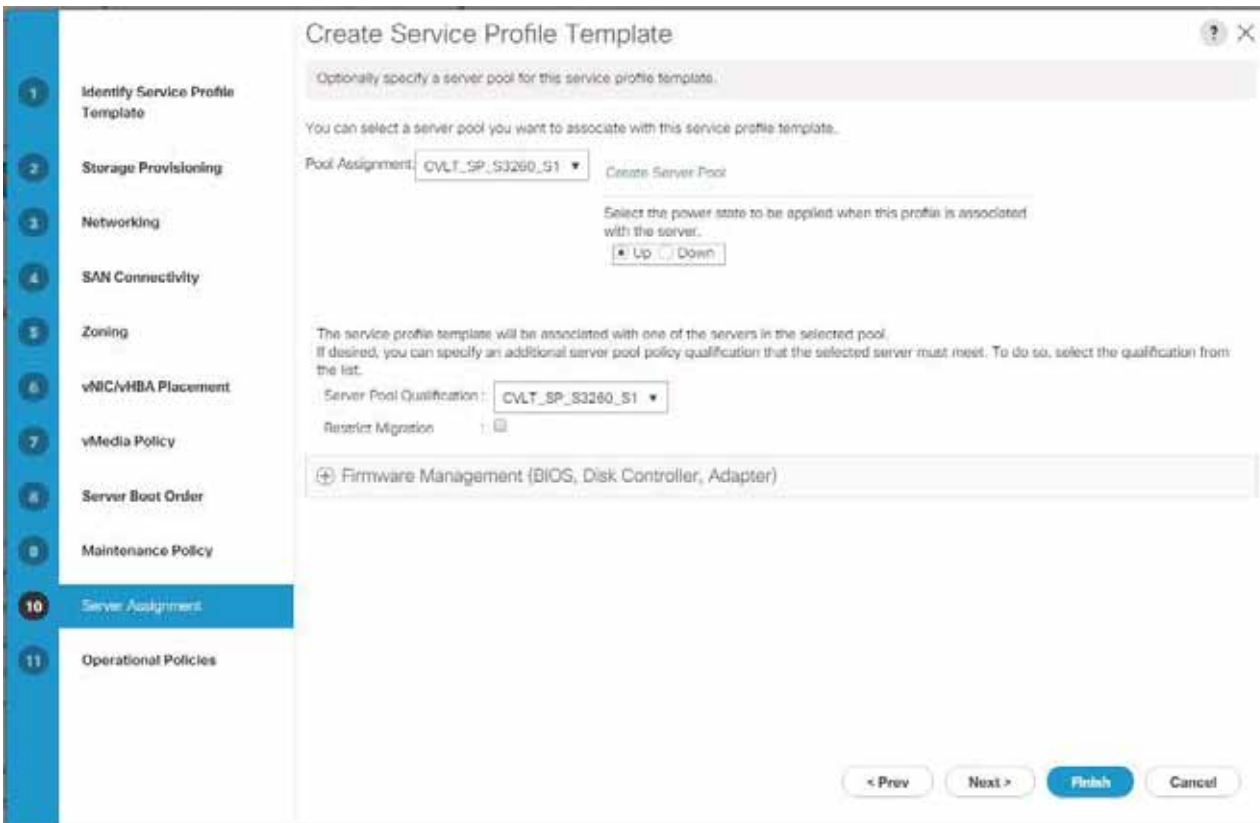 Create Service Profile Template
?
Optionally specify a server pool for this service profile template.
1
Identify Service Profile
Template
You can select a server pool you want to associate with this service profile template.
2
Storage Provisioning
Pool Assignment: CVLT_SP_S3260_S1
Create Server Pool
3
Networking
Select the power state to be applied when this profile is associated
with the server.
Up Down
4
SAN Connectivity
5
Zoning
The service profile template will be associated with one of the servers in the selected pool.
If desired, you can specify an additional server pool policy qualification that the selected server must meet. To do so, select the qualification from
the list.
6
vNIC/vHBA Placement
Server Pool Qualification : CVLT_SP_S3260_S1
Restrict Migration :
7
vMedia Policy
Firmware Management (BIOS, Disk Controller, Adapter)
8
Server Boot Order
9
Maintenance Policy
10
Server Assignment
11
Operational Policies
< Prev
Next >
Finish
Cancel